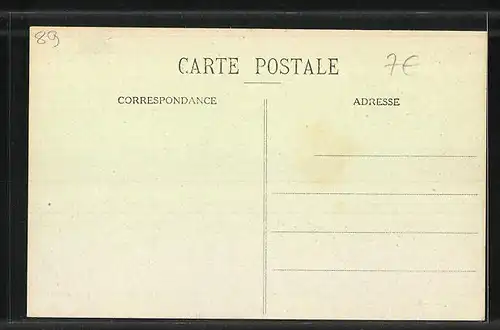 89
CARTE POSTALE
7€
CORRESPONDANCE
ADRESSE